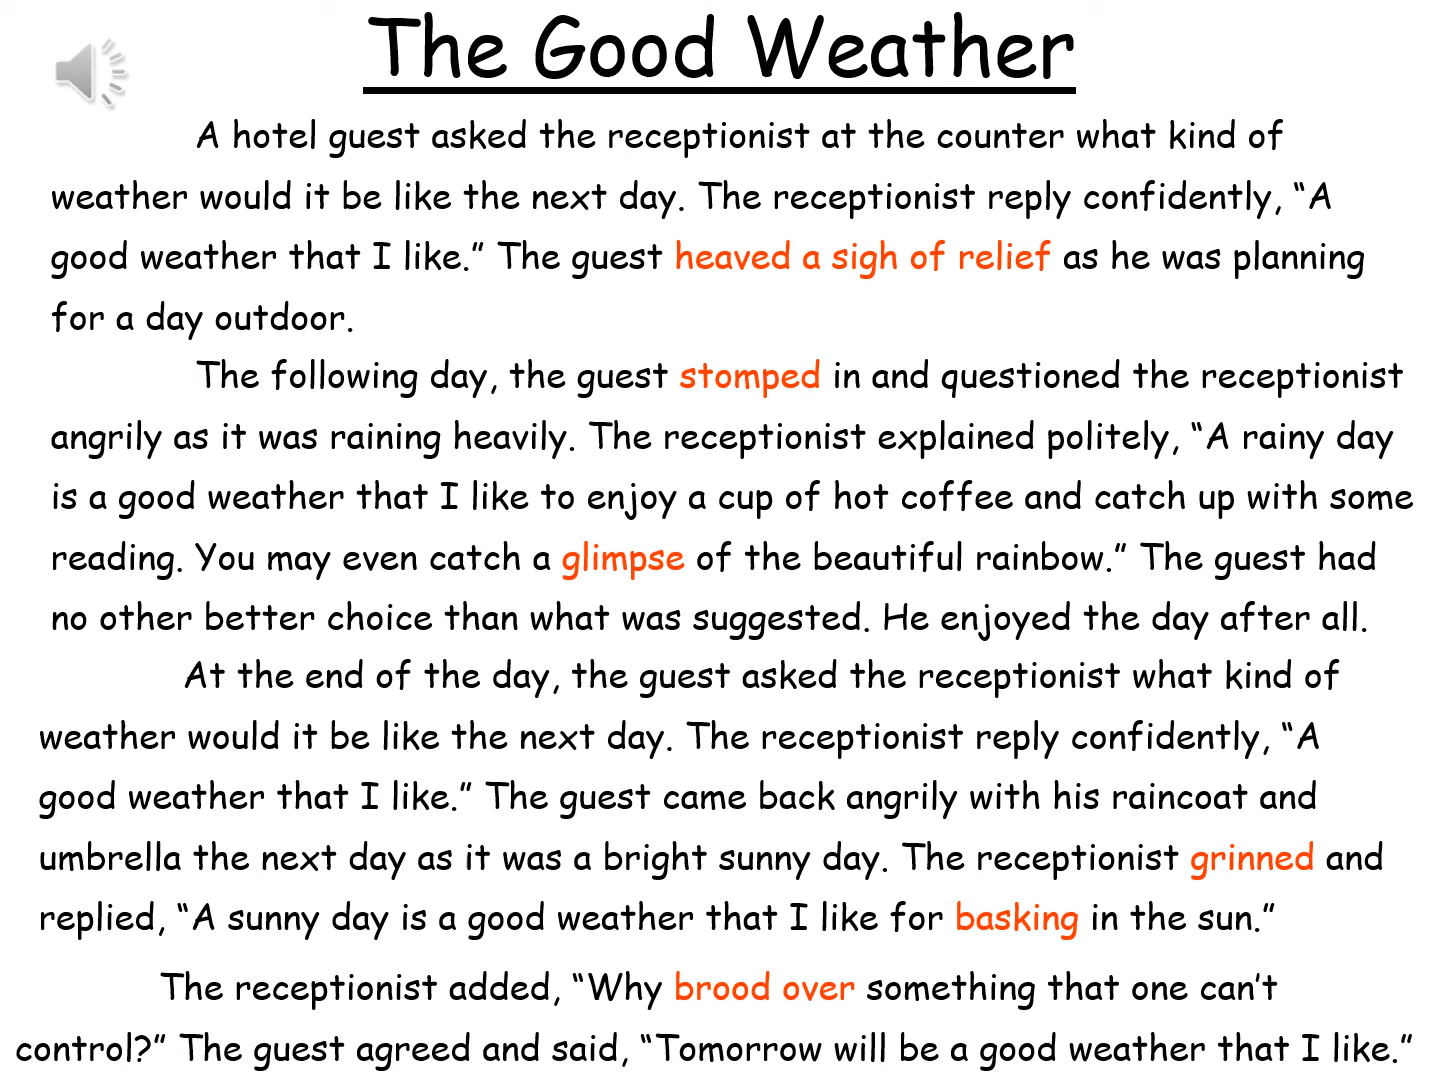 The Good Weather
A hotel guest asked the receptionist at the counter what kind of
weather would it be like the next day. The receptionist reply confidently, “A
good weather that I like.” The guest heaved a sigh of relief as he was planning
for a day outdoor.
The following day, the guest stomped in and questioned the receptionist
angrily as it was raining heavily. The receptionist explained politely, “A rainy day
is a good weather that I like to enjoy a cup of hot coffee and catch up with some
reading. You may even catch a glimpse of the beautiful rainbow.” The guest had
no other better choice than what was suggested. He enjoyed the day after all.
At the end of the day, the guest asked the receptionist what kind of
weather would it be like the next day. The receptionist reply confidently, “A
good weather that I like.” The guest came back angrily with his raincoat and
umbrella the next day as it was a bright sunny day. The receptionist grinned and
replied, “A sunny day is a good weather that I like for basking in the sun.”
The receptionist added, “Why brood over something that one can’t
control?” The guest agreed and said, “Tomorrow will be a good weather that I like.”